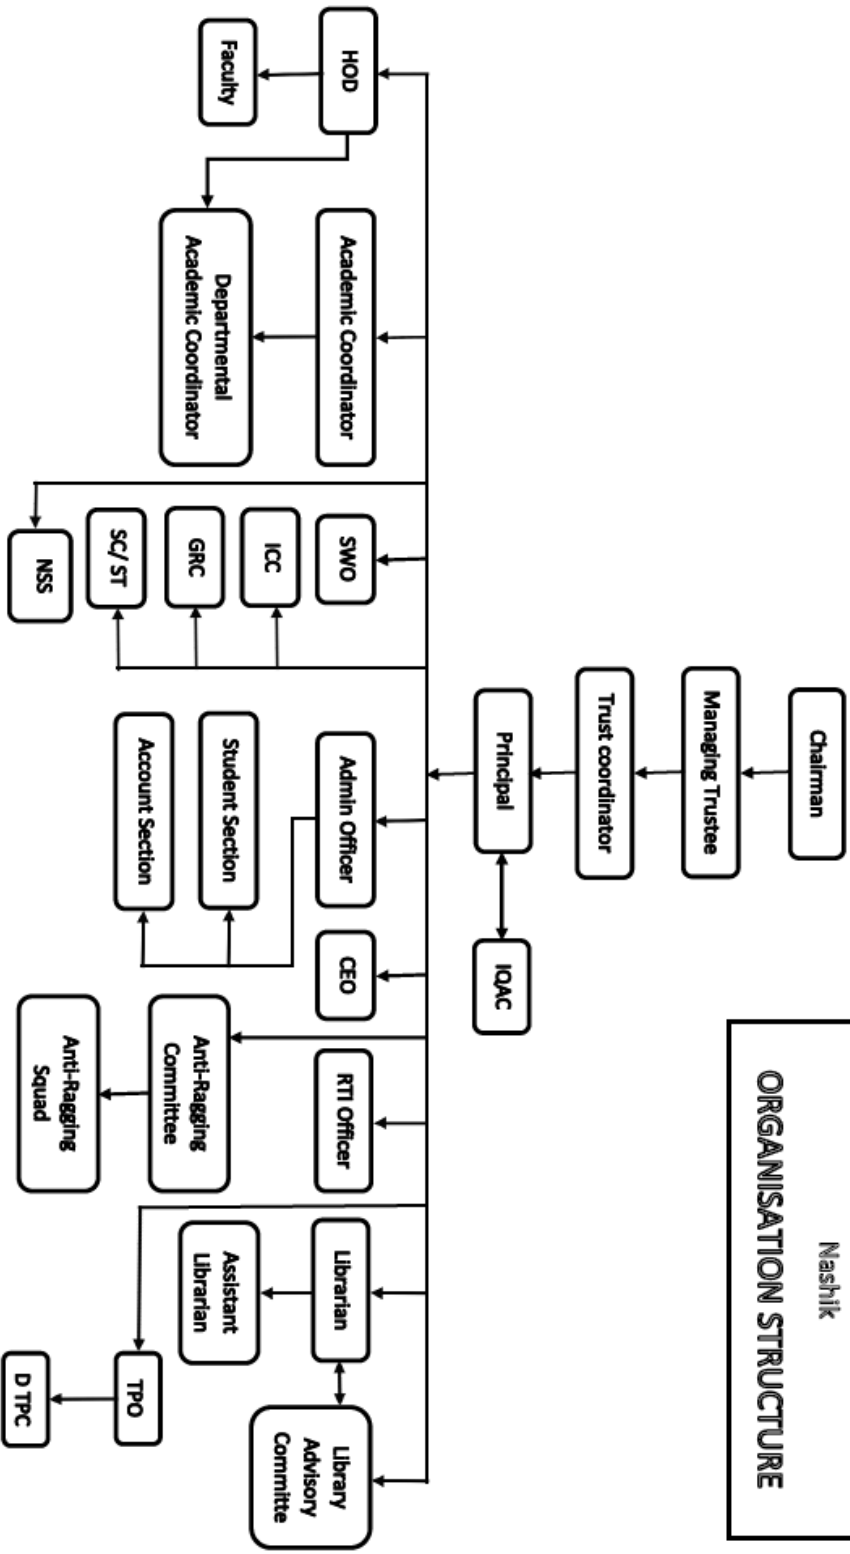 Nashik
ORGANISATION STRUCTURE
Chairman
Managing Trustee
Trust coordinator
Principal
IQAC
HOD
Academic Coordinator
SWO
Admin Officer
CEO
RTI Officer
Librarian
Library
Advisory
Committe
Faculty
Departmental
Academic Coordinator
ICC
GRC
SC/ ST
NSS
Student Section
Account Section
Anti-Ragging
Committee
Anti-Ragging
Squad
Assistant
Librarian
TPO
D TPC